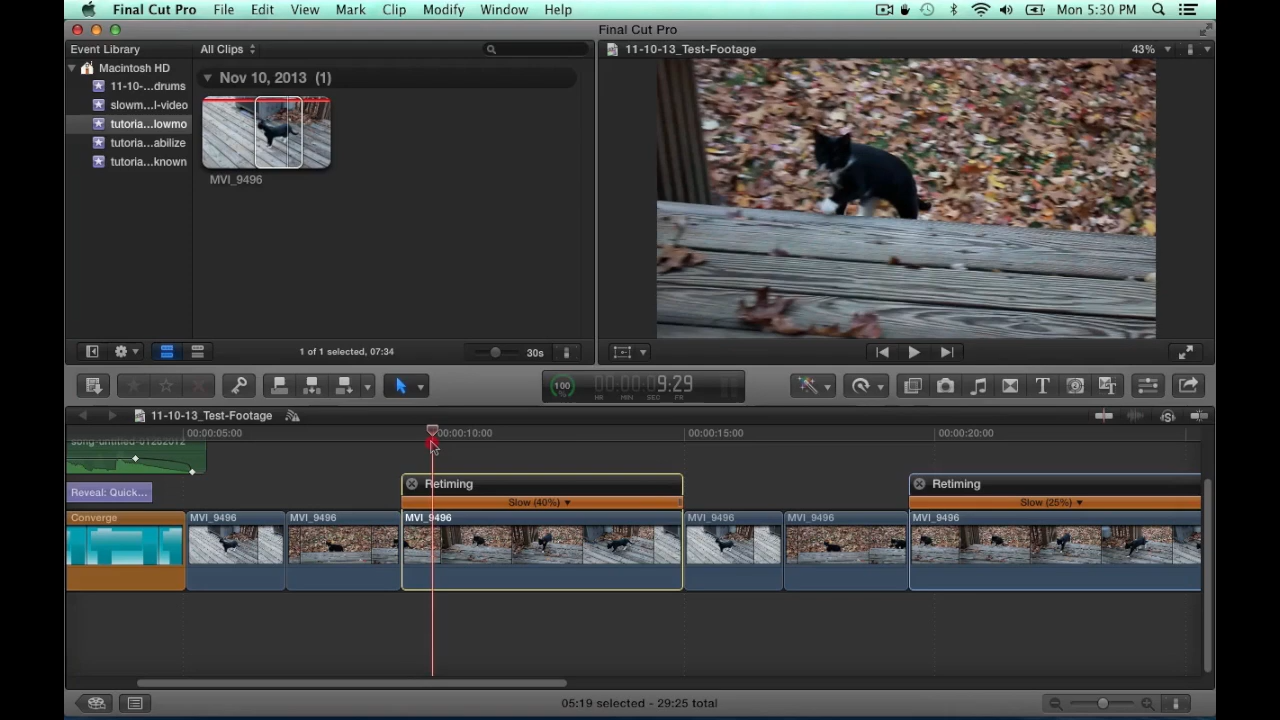 Final Cut Pro File Edit View Mark Clip Modify Window Help Mon 5:30 PM
Final Cut Pro
Event Library All Clips 11-10-13_Test-Footage 43%
Macintosh HD
Nov 10, 2013 (1)
11-10-...drums
slowm...l-video
tutoria...lowmo
tutoria...abilize
tutoria...known
MVI_9496
1 of 1 selected, 07:34 30s
100 % 00:00:09:29
HR MIN SEC FR
T
11-10-13_Test-Footage
00:00:05:00 00:00:10:00 00:00:15:00 00:00:20:00
song-untitled-01282012
Retiming Retiming
Reveal: Quick... Slow (40%) Slow (25%)
Converge MVI_9496 MVI_9496 MVI_9496 MVI_9496 MVI_9496 MVI_9496
05:19 selected - 29:25 total